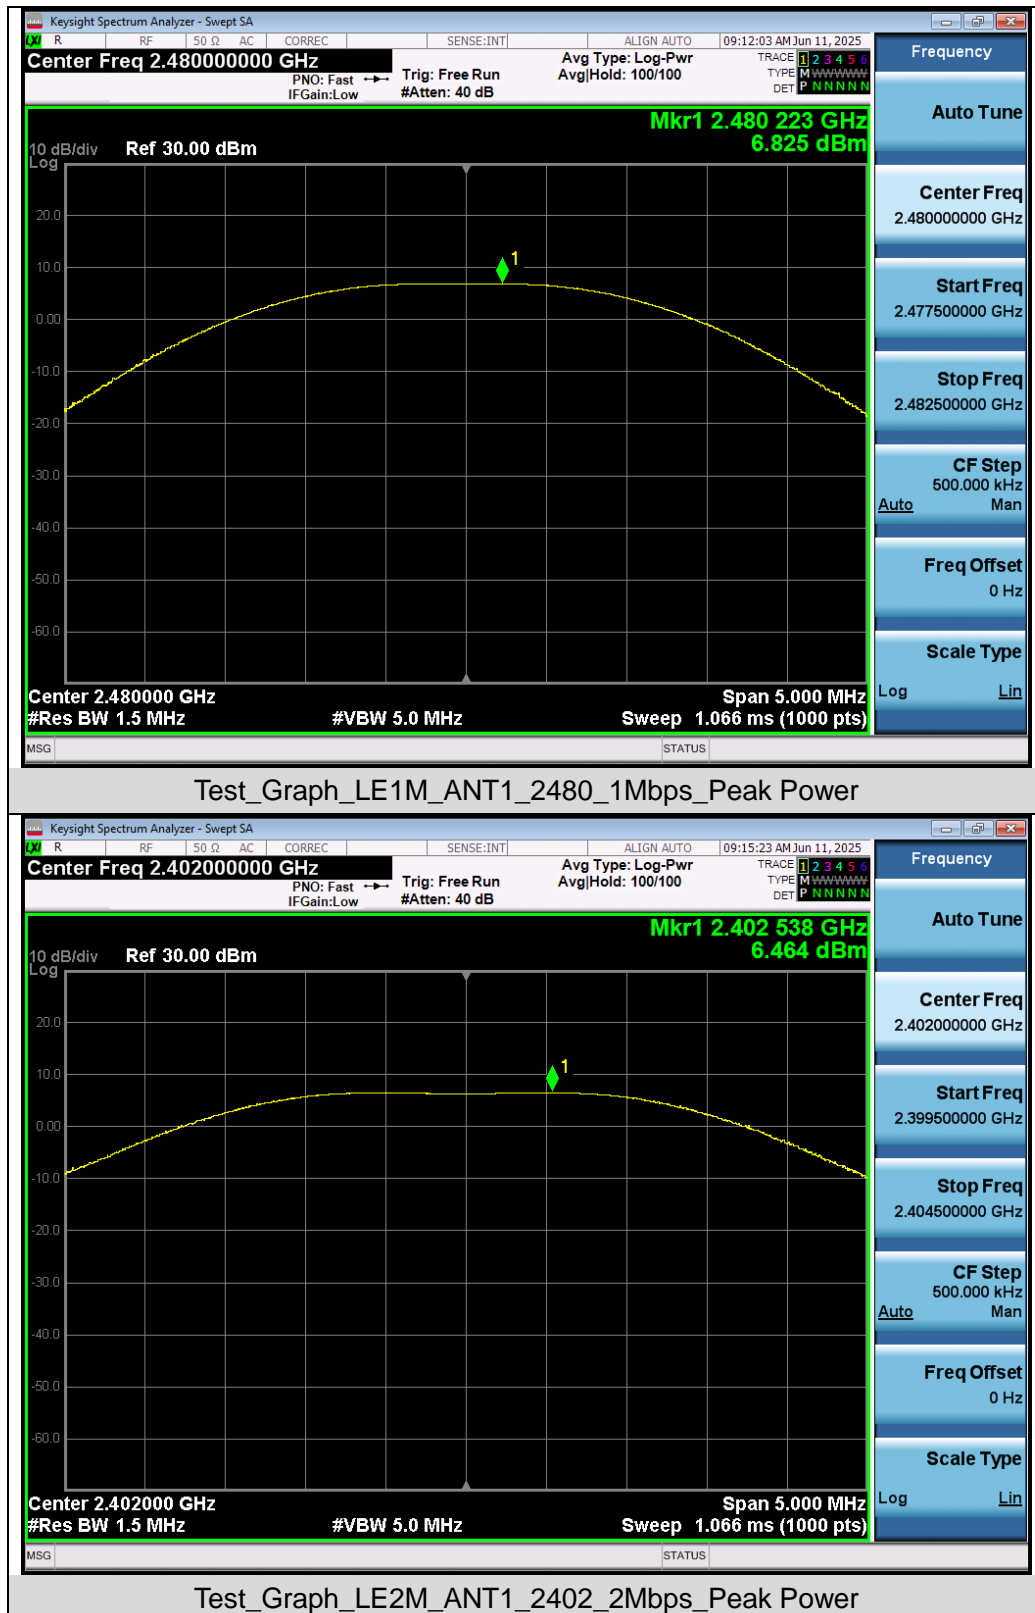 Keysight Spectrum Analyzer - Swept SA
LXI R RF 50 Ω AC CORREC SENSE:INT ALIGN AUTO 09:12:03 AM Jun 11, 2025
Center Freq 2.480000000 GHz
PNO: Fast
IFGain:Low
Trig: Free Run
#Atten: 40 dB
Avg Type: Log-Pwr
Avg|Hold: 100/100
TRACE 1 2 3 4 5 6
TYPE M WWWWW
DET P N N N N N
Mkr1 2.480 223 GHz
6.825 dBm
10 dB/div Ref 30.00 dBm
Log
20.0
10.0
0.00
-10.0
-20.0
-30.0
-40.0
-50.0
-60.0
1
Center 2.480000 GHz Span 5.000 MHz
#Res BW 1.5 MHz #VBW 5.0 MHz Sweep 1.066 ms (1000 pts)
MSG STATUS
Frequency
Auto Tune
Center Freq
2.480000000 GHz
Start Freq
2.477500000 GHz
Stop Freq
2.482500000 GHz
CF Step
500.000 kHz
Auto Man
Freq Offset
0 Hz
Scale Type
Log Lin
Test_Graph_LE1M_ANT1_2480_1Mbps_Peak Power
Keysight Spectrum Analyzer - Swept SA
LXI R RF 50 Ω AC CORREC SENSE:INT ALIGN AUTO 09:15:23 AM Jun 11, 2025
Center Freq 2.402000000 GHz
PNO: Fast
IFGain:Low
Trig: Free Run
#Atten: 40 dB
Avg Type: Log-Pwr
Avg|Hold: 100/100
TRACE 1 2 3 4 5 6
TYPE M WWWWW
DET P N N N N N
Mkr1 2.402 538 GHz
6.464 dBm
10 dB/div Ref 30.00 dBm
Log
20.0
10.0
0.00
-10.0
-20.0
-30.0
-40.0
-50.0
-60.0
1
Center 2.402000 GHz Span 5.000 MHz
#Res BW 1.5 MHz #VBW 5.0 MHz Sweep 1.066 ms (1000 pts)
MSG STATUS
Frequency
Auto Tune
Center Freq
2.402000000 GHz
Start Freq
2.399500000 GHz
Stop Freq
2.404500000 GHz
CF Step
500.000 kHz
Auto Man
Freq Offset
0 Hz
Scale Type
Log Lin
Test_Graph_LE2M_ANT1_2402_2Mbps_Peak Power